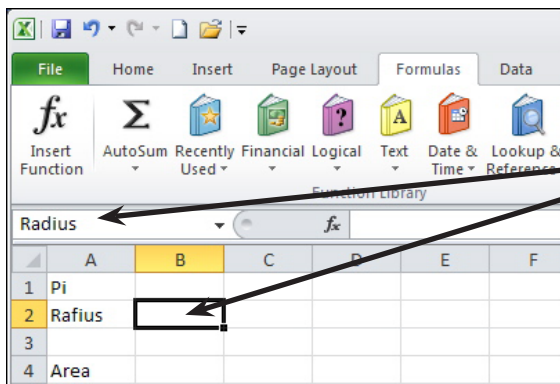 File Home Insert Page Layout Formulas Data
fx Σ ? A
Insert Function AutoSum Recently Used Financial Logical Text Date & Time Lookup & Reference
Function Library
Radius fx
A B C D E F
1 Pi
2 Rafius
3
4 Area